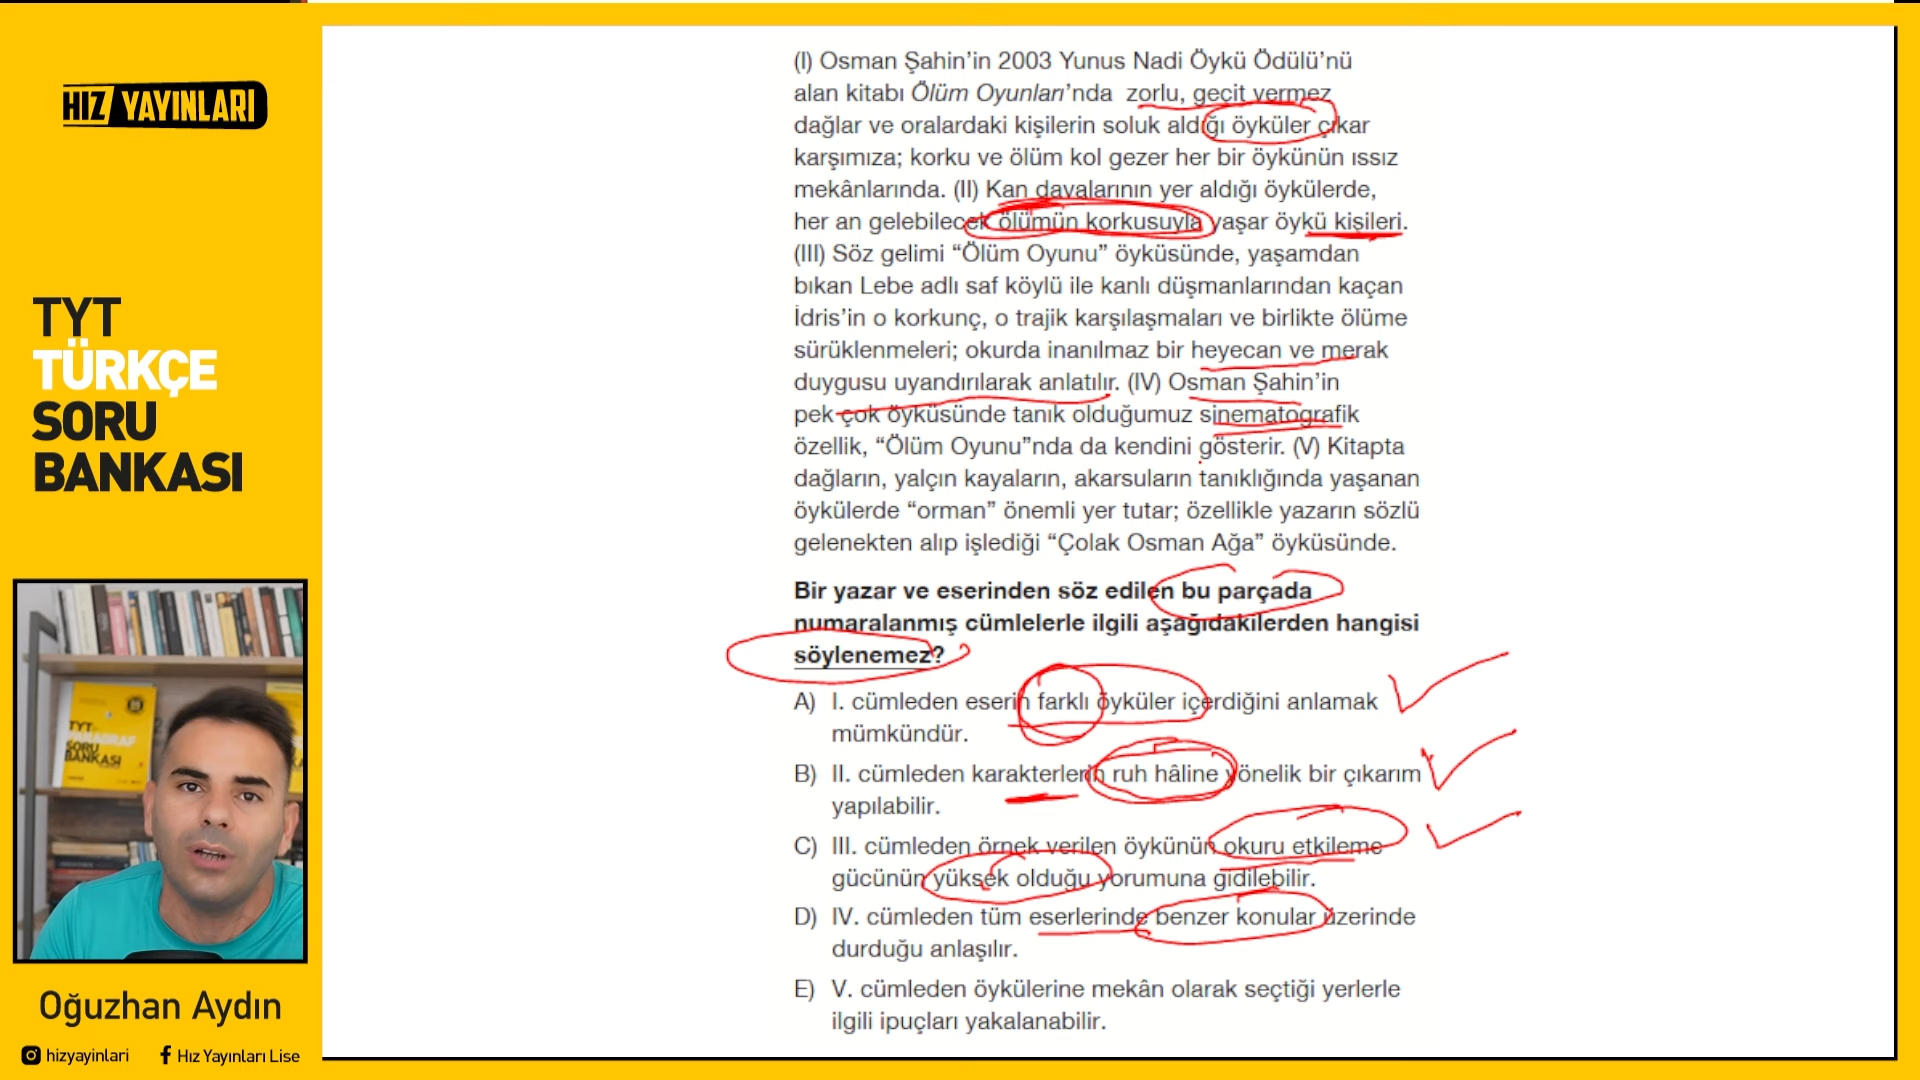 HIZ YAYINLARI
TYT
TÜRKÇE
SORU
BANKASI
TYT
PARAGRAF
SORU
BANKASI
Oğuzhan Aydın
hizyayinlari
Hız Yayınları Lise
(I) Osman Şahin’in 2003 Yunus Nadi Öykü Ödülü’nü
alan kitabı Ölüm Oyunları’nda zorlu, geçit vermez
dağlar ve oralardaki kişilerin soluk aldığı öyküler çıkar
karşımıza; korku ve ölüm kol gezer her bir öykünün ıssız
mekânlarında. (II) Kan davalarının yer aldığı öykülerde,
her an gelebilecek ölümün korkusuyla yaşar öykü kişileri.
(III) Söz gelimi “Ölüm Oyunu” öyküsünde, yaşamdan
bıkan Lebe adlı saf köylü ile kanlı düşmanlarından kaçan
İdris’in o korkunç, o trajik karşılaşmaları ve birlikte ölüme
sürüklenmeleri; okurda inanılmaz bir heyecan ve merak
duygusu uyandırılarak anlatılır. (IV) Osman Şahin’in
pek çok öyküsünde tanık olduğumuz sinematografik
özellik, “Ölüm Oyunu”nda da kendini gösterir. (V) Kitapta
dağların, yalçın kayaların, akarsuların tanıklığında yaşanan
öykülerde “orman” önemli yer tutar; özellikle yazarın sözlü
gelenekten alıp işlediği “Çolak Osman Ağa” öyküsünde.
Bir yazar ve eserinden söz edilen bu parçada
numaralanmış cümlelerle ilgili aşağıdakilerden hangisi
söylenemez?
A) I. cümleden eserin farklı öyküler içerdiğini anlamak
mümkündür.
B) II. cümleden karakterlerin ruh hâline yönelik bir çıkarım
yapılabilir.
C) III. cümleden örnek verilen öykünün okuru etkileme
gücünün yüksek olduğu yorumuna gidilebilir.
D) IV. cümleden tüm eserlerinde benzer konular üzerinde
durduğu anlaşılır.
E) V. cümleden öykülerine mekân olarak seçtiği yerlerle
ilgili ipuçları yakalanabilir.